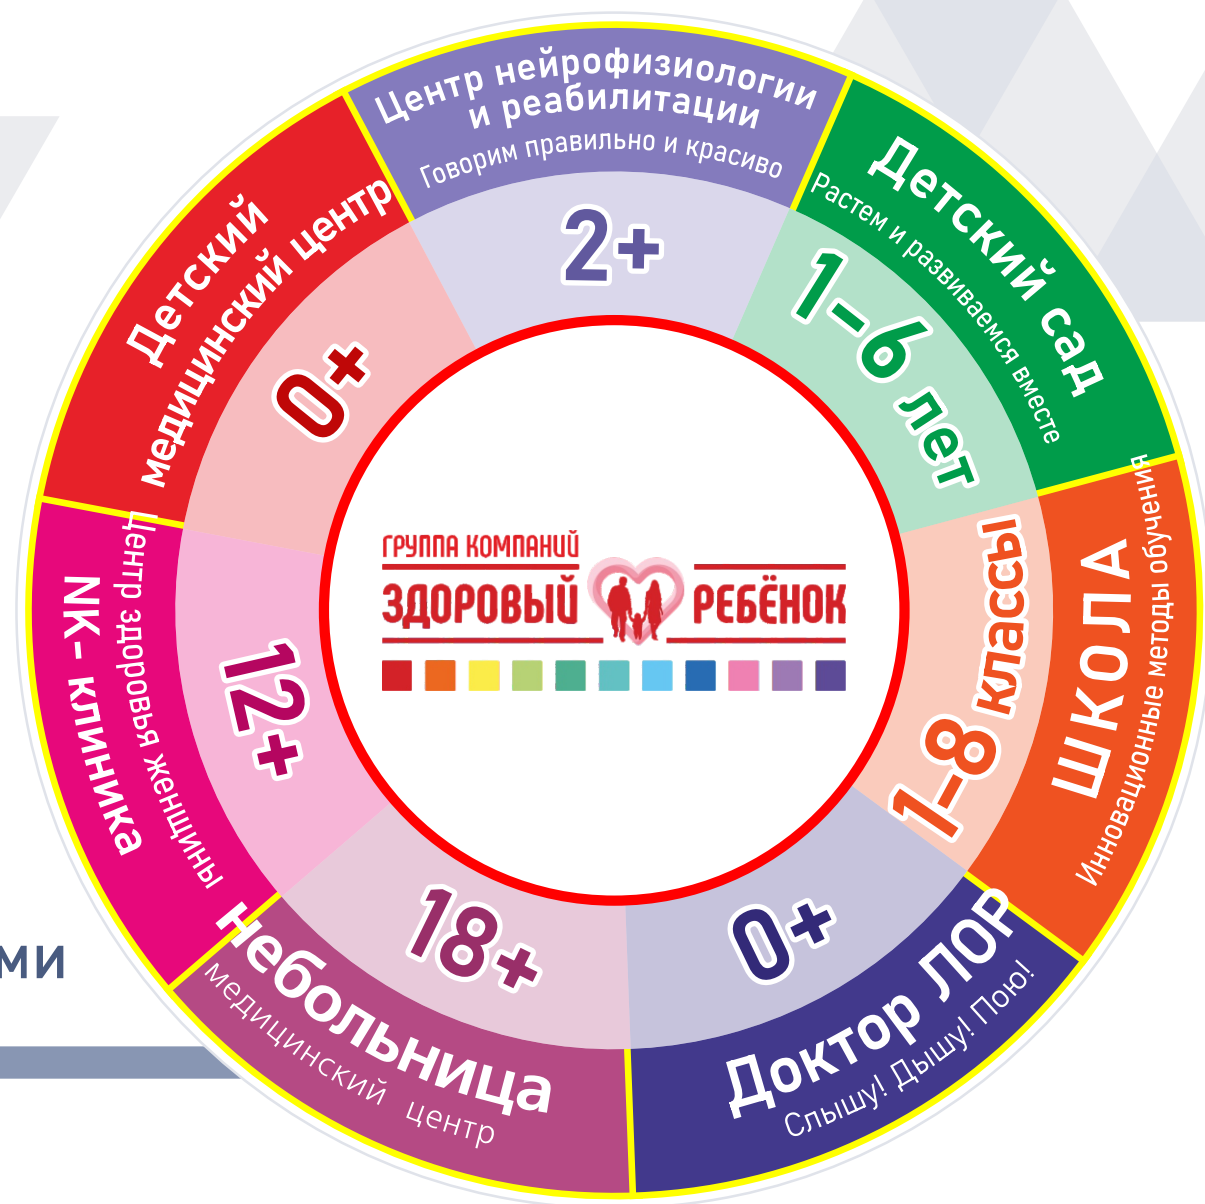 Центр нейрофизиологии
и реабилитации
Говорим правильно и красиво
2+
Детский сад
Растем и развиваемся вместе
1–6 лет
ШКОЛА
Инновационные методы обучения
1–8 классы
Доктор ЛОР
Слышу! Дышу! Пою!
0+
Небольница
медицинский центр
18+
NK- клиника
Центр здоровья женщины
12+
Детский
медицинский центр
0+
ГРУППА КОМПАНИЙ
ЗДОРОВЫЙ РЕБЁНОК
ми